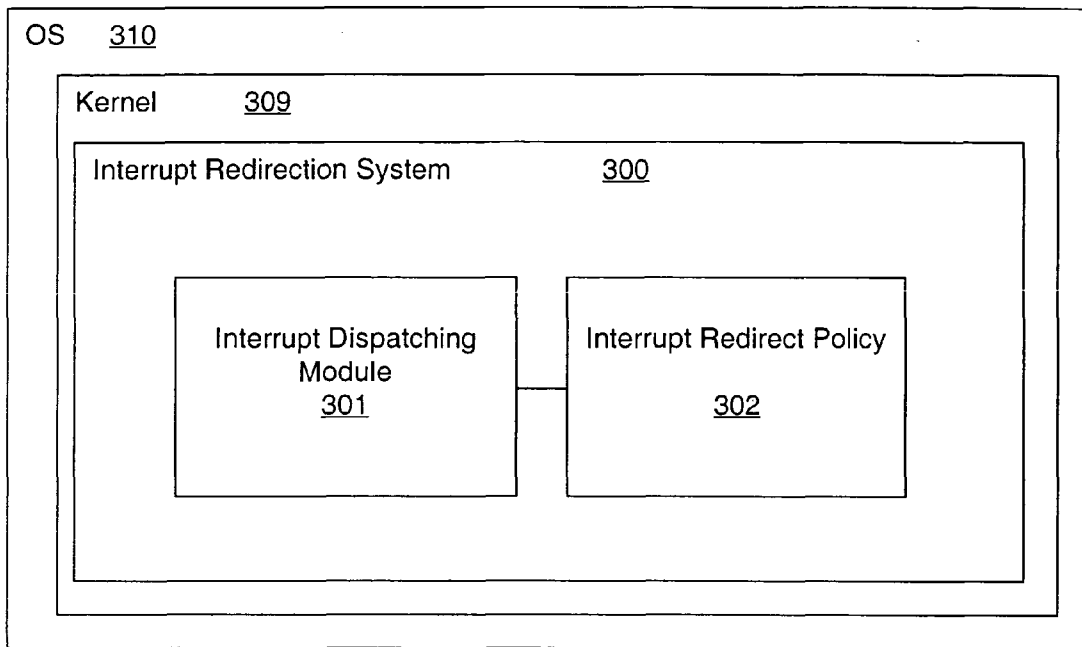 OS 310
Kernel 309
Interrupt Redirection System 300
Interrupt Dispatching
Module
301
Interrupt Redirect Policy
302